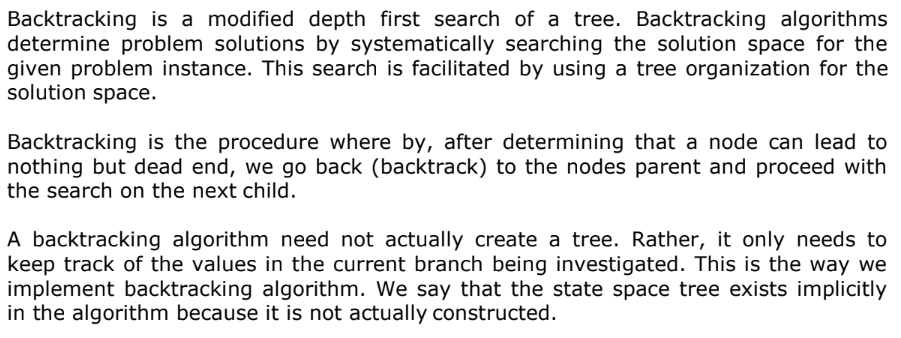 Backtracking is a modified depth first search of a tree. Backtracking algorithms
determine problem solutions by systematically searching the solution space for the
given problem instance. This search is facilitated by using a tree organization for the
solution space.
Backtracking is the procedure where by, after determining that a node can lead to
nothing but dead end, we go back (backtrack) to the nodes parent and proceed with
the search on the next child.
A backtracking algorithm need not actually create a tree. Rather, it only needs to
keep track of the values in the current branch being investigated. This is the way we
implement backtracking algorithm. We say that the state space tree exists implicitly
in the algorithm because it is not actually constructed.